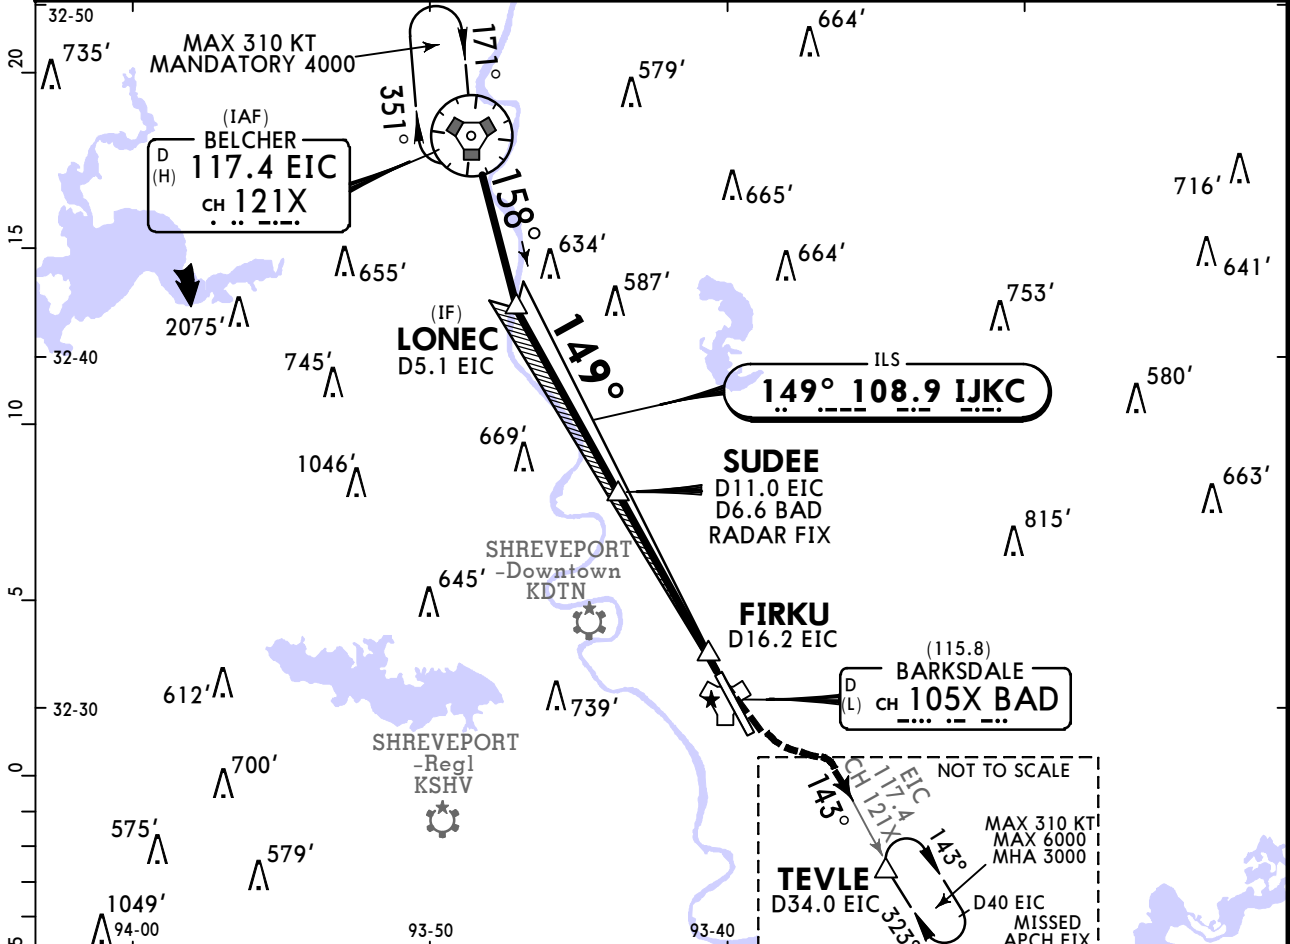 32-50
664'
735'
MAX 310 KT
MANDATORY 4000
171°
579'
20
351°
(IAF)
BELCHER
D
(H)
117.4 EIC
CH 121X
158°
665'
716'
15
634'
664'
641'
655'
587'
753'
2075'
(IF)
LONEC
D5.1 EIC
149°
32-40
745'
ILS
149° 108.9 IJKC
580'
10
669'
1046'
SUDEE
D11.0 EIC
D6.6 BAD
RADAR FIX
663'
815'
SHREVEPORT
-Downtown
KDTN
645'
5
FIRKU
D16.2 EIC
(115.8)
BARKSDALE
D
(L)
CH 105X BAD
612'
739'
32-30
SHREVEPORT
-Regl
KSHV
700'
0
NOT TO SCALE
EIC
117.4
CH 121X
143°
575'
579'
MAX 310 KT
MAX 6000
MHA 3000
143°
TEVLE
D34.0 EIC
323°
D40 EIC
MISSED
APCH FIX
1049'
94-00
93-50
93-40
5